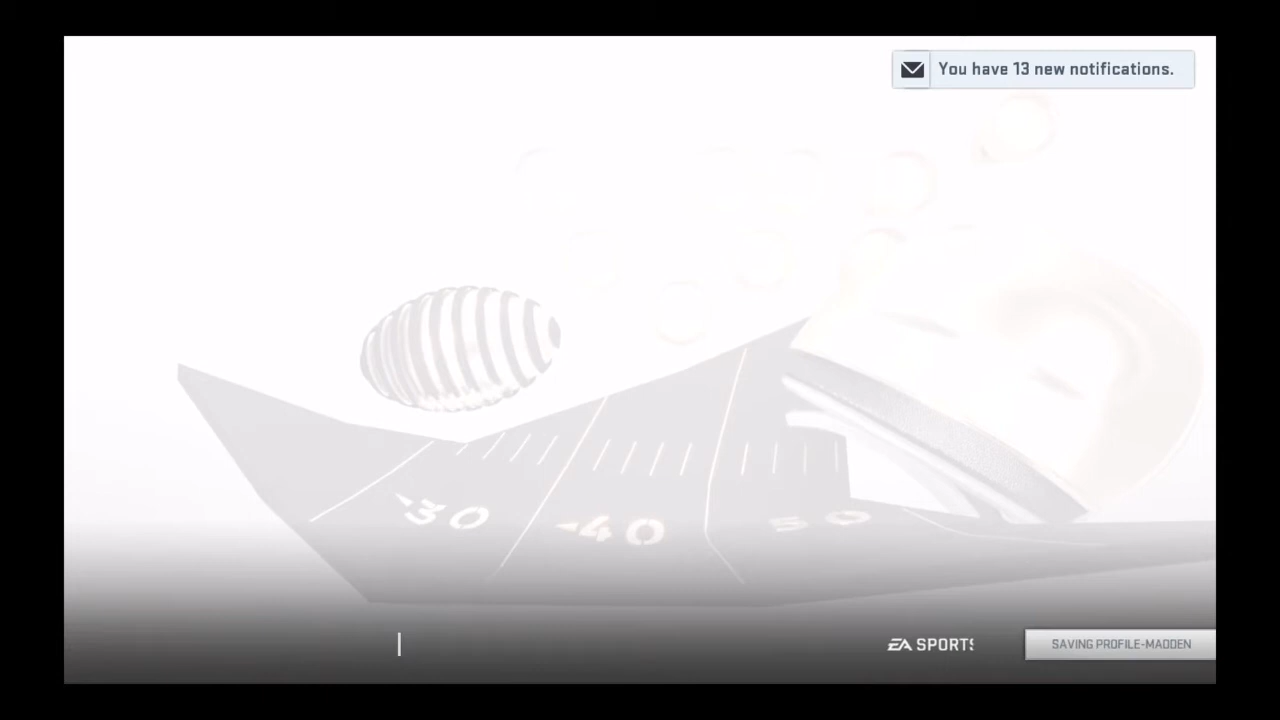 You have 13 new notifications.
30
40
50
EA SPORTS
SAVING PROFILE-MADDEN